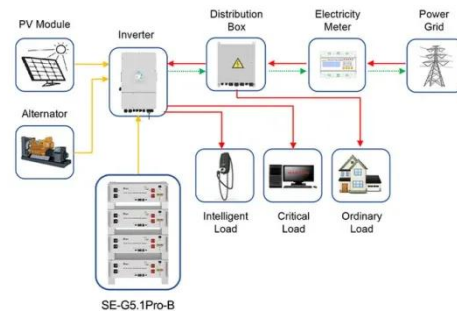 PV Module
Inverter
Distribution
Box
Electricity
Meter
Power
Grid
Alternator
Intelligent
Load
Critical
Load
Ordinary
Load
SE-G5.1Pro-B